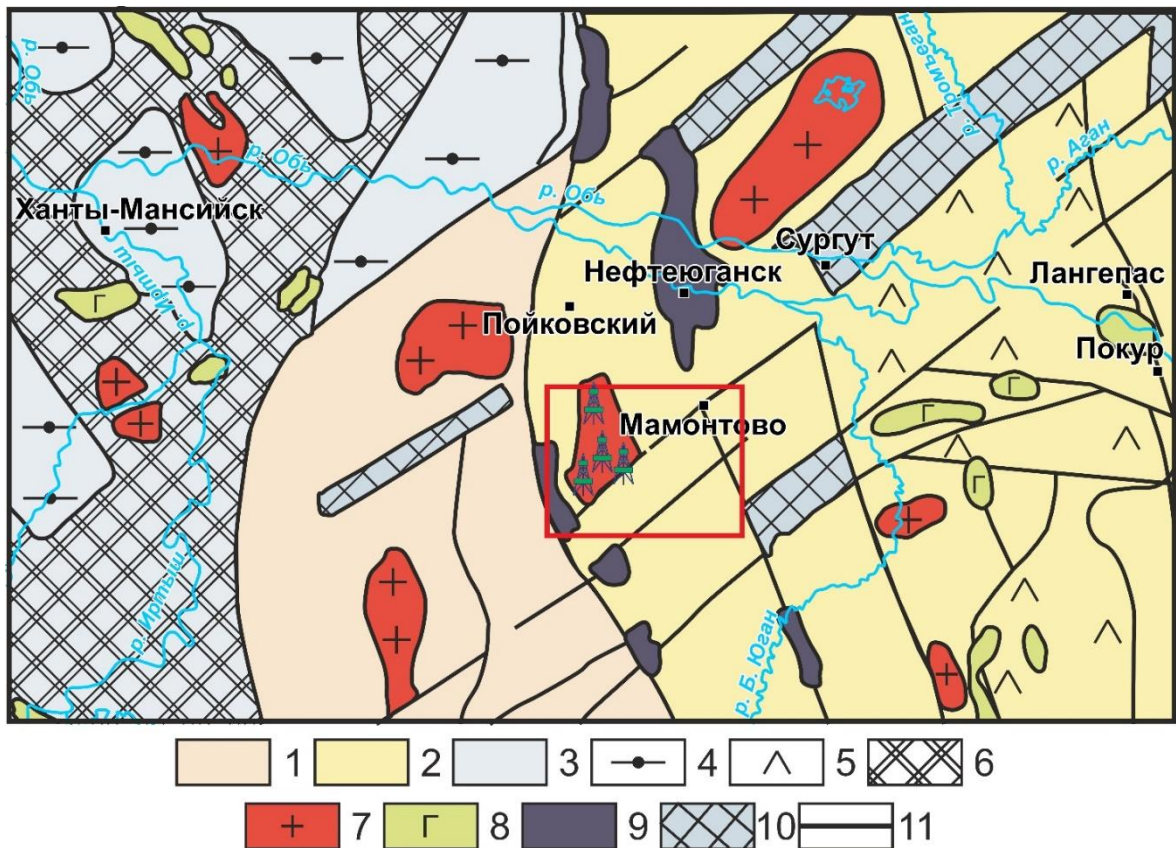 р. Обь
р. Обь
р. Обь
р. Тромъеган
р. Аган
Ханты-Мансийск
р. Иртыш
Сургут
Нефтеюганск
Лангепас
Пойковский
Покур
Мамонтово
р. Иртыш
р. Б. Юган
Г
Г
Г
Г
1 2 3 4 5 6
7 Г 8 9 10 11